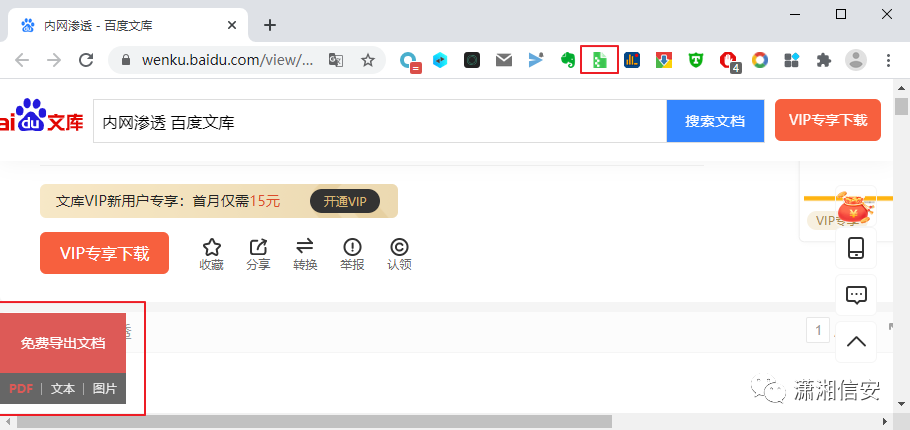 内网渗透 - 百度文库
wenku.baidu.com/view/...
4
Bai du 文库
内网渗透 百度文库
搜索文档
VIP专享下载
文库VIP新用户专享：首月仅需15元
开通VIP
VIP专享
VIP专享下载
收藏
分享
转换
举报
认领
免费导出文档
透
1
PDF | 文本 | 图片
潇湘信安